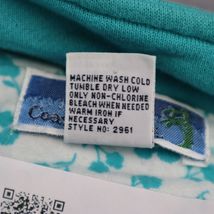 MACHINE WASH COLD
TUMBLE DRY LOW
ONLY NON-CHLORINE
BLEACH WHEN NEEDED
WARM IRON IF
NECESSARY
STYLE NO: 2961